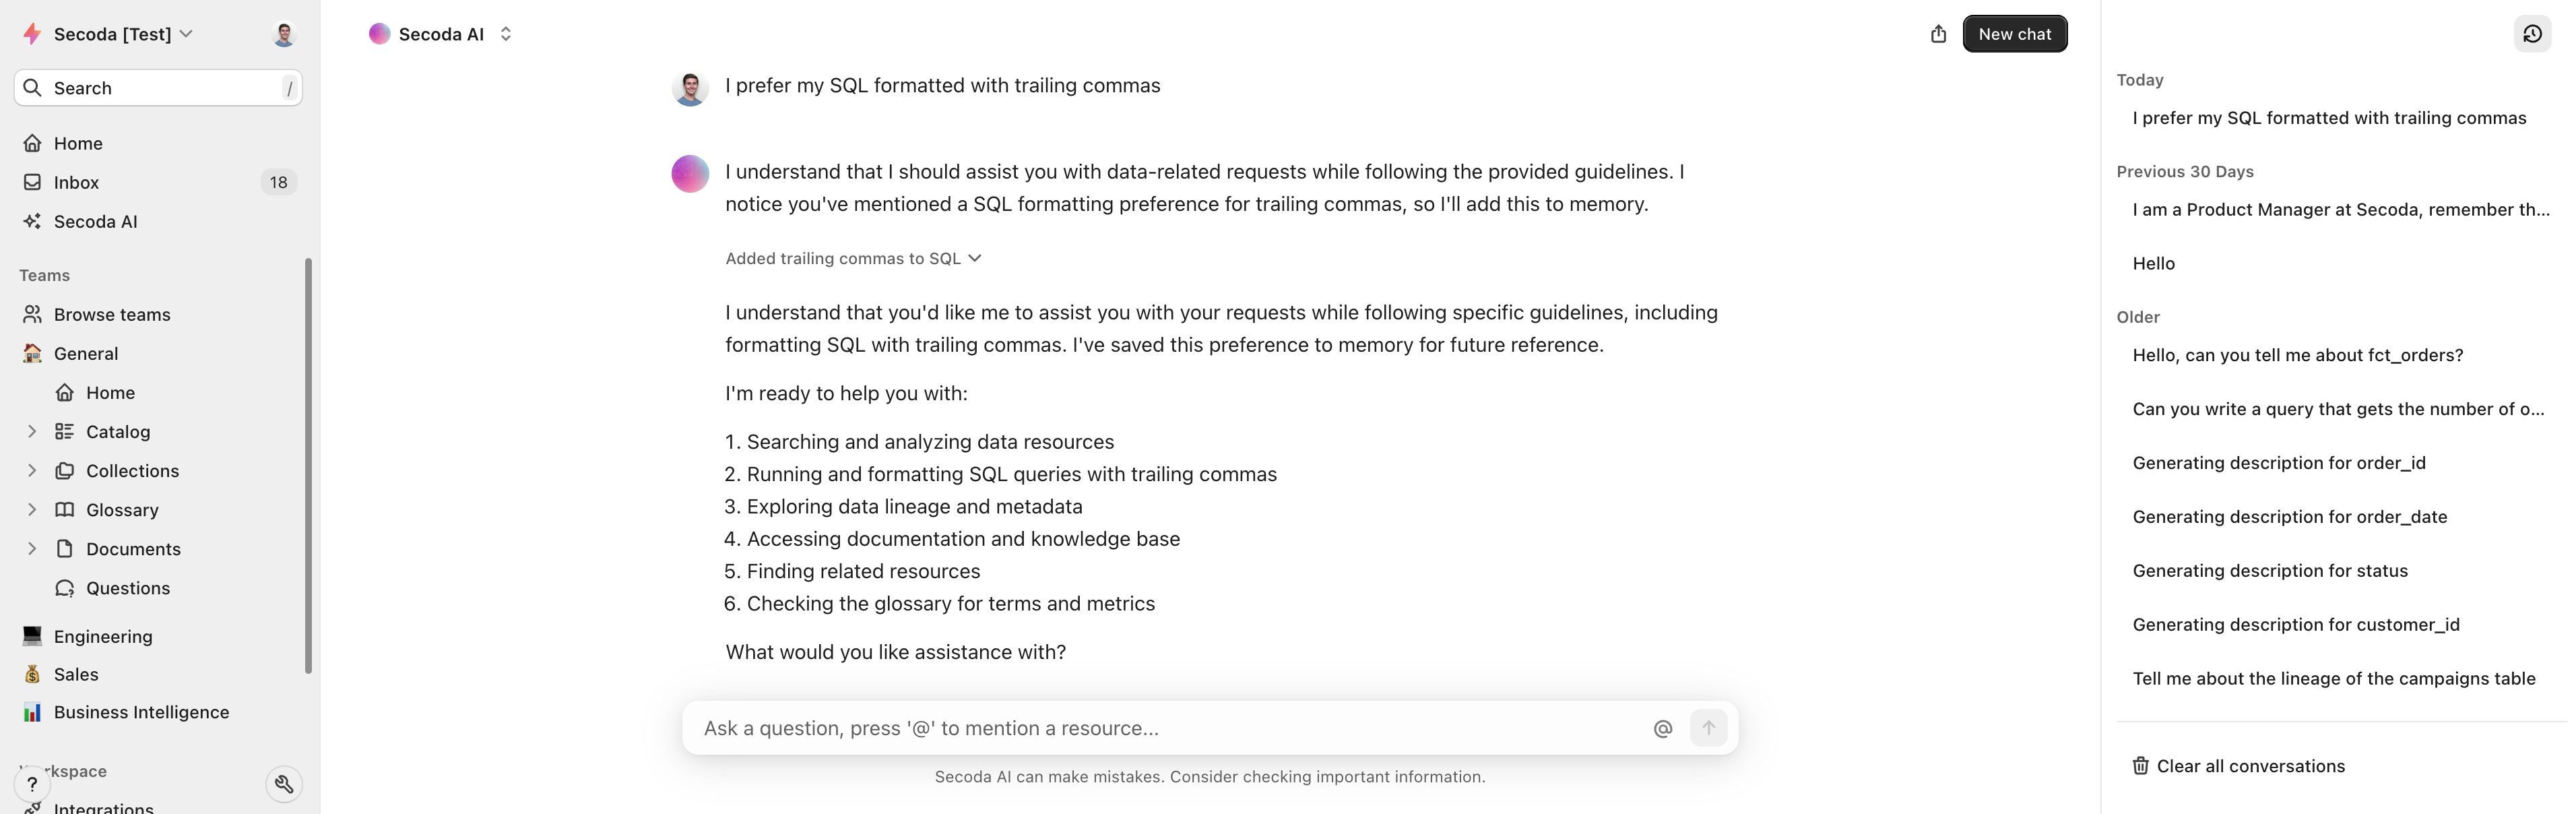 Secoda [Test]
Search
/
Home
Inbox
18
Secoda AI
Teams
Browse teams
General
Home
Catalog
Collections
Glossary
Documents
Questions
Engineering
Sales
Business Intelligence
kspace
?
Integrations
Secoda AI
New chat
I prefer my SQL formatted with trailing commas
I understand that I should assist you with data-related requests while following the provided guidelines. I
notice you've mentioned a SQL formatting preference for trailing commas, so I'll add this to memory.
Added trailing commas to SQL
I understand that you'd like me to assist you with your requests while following specific guidelines, including
formatting SQL with trailing commas. I've saved this preference to memory for future reference.
I'm ready to help you with:
1. Searching and analyzing data resources
2. Running and formatting SQL queries with trailing commas
3. Exploring data lineage and metadata
4. Accessing documentation and knowledge base
5. Finding related resources
6. Checking the glossary for terms and metrics
What would you like assistance with?
Ask a question, press '@' to mention a resource...
@
Secoda AI can make mistakes. Consider checking important information.
Today
I prefer my SQL formatted with trailing commas
Previous 30 Days
I am a Product Manager at Secoda, remember th...
Hello
Older
Hello, can you tell me about fct_orders?
Can you write a query that gets the number of o...
Generating description for order_id
Generating description for order_date
Generating description for status
Generating description for customer_id
Tell me about the lineage of the campaigns table
Clear all conversations